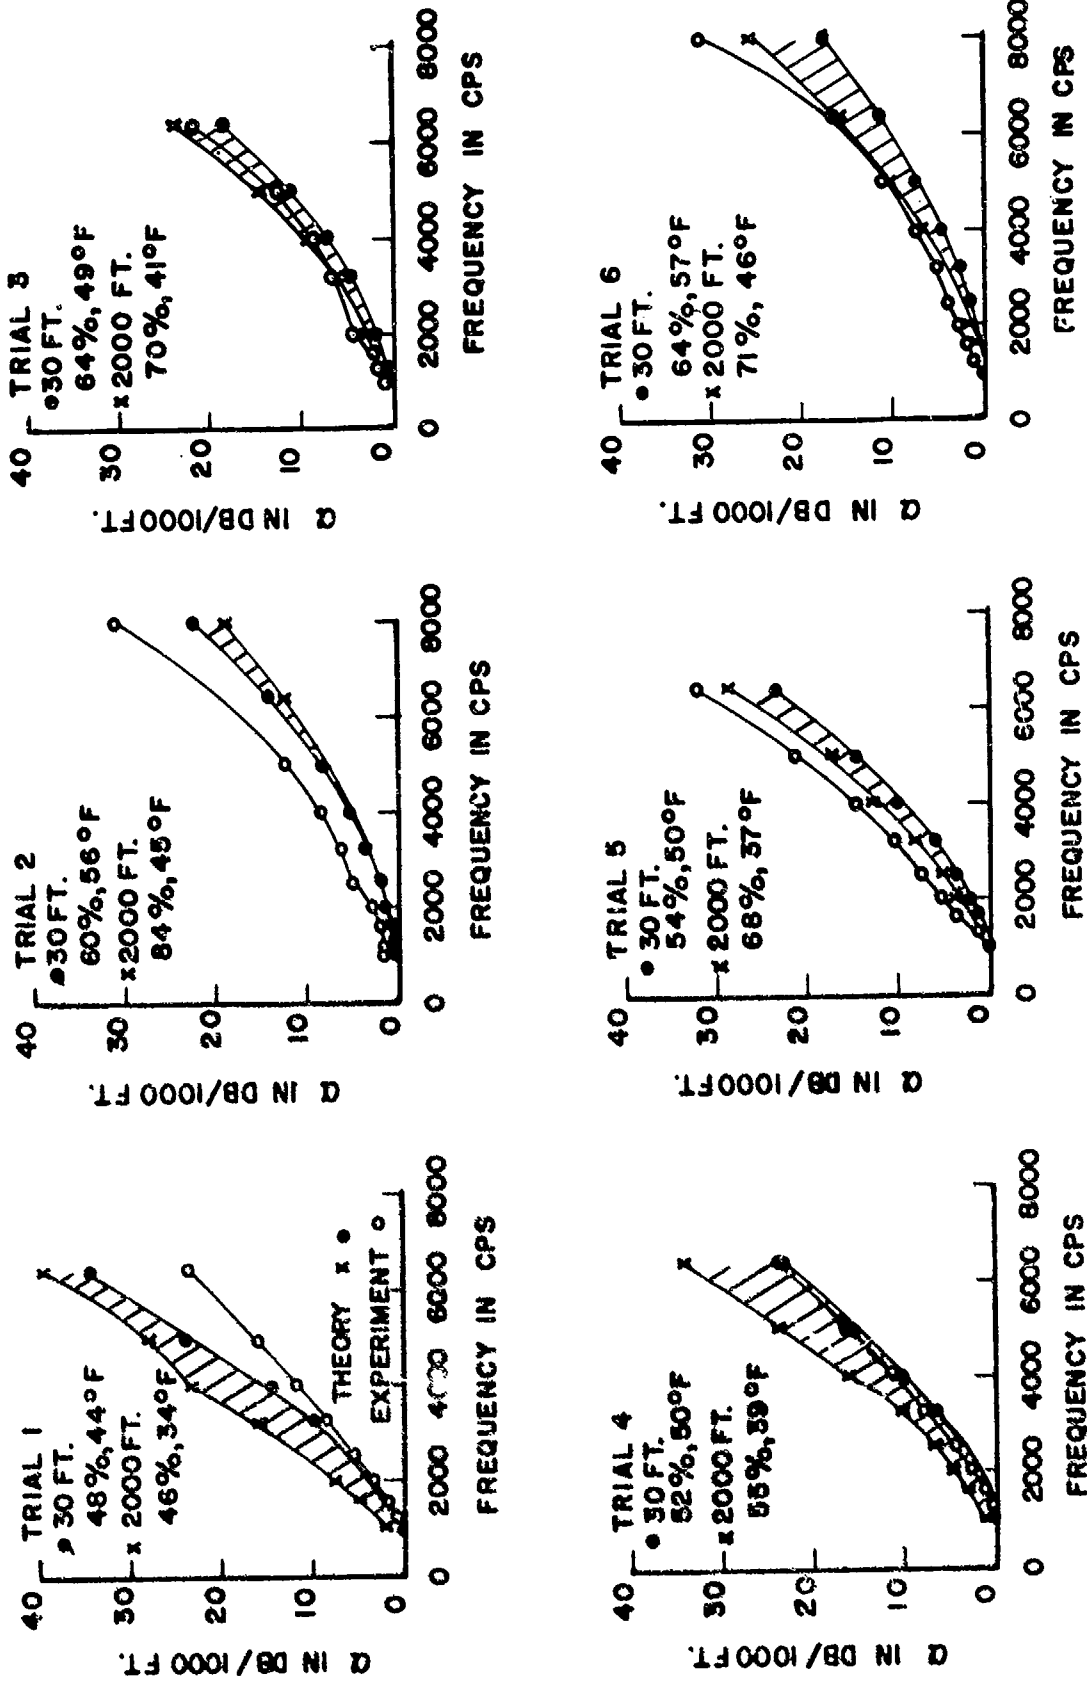 TRIAL 1
● 30 FT.
48%, 44°F
x 2000 FT.
46%, 34°F
THEORY x ●
EXPERIMENT o
40
30
20
10
0
α IN DB/1000 FT.
0 2000 4000 6000 8000
FREQUENCY IN CPS
TRIAL 2
● 30 FT.
60%, 56°F
x 2000 FT.
84%, 45°F
40
30
20
10
0
α IN DB/1000 FT.
0 2000 4000 6000 8000
FREQUENCY IN CPS
TRIAL 3
● 30 FT.
64%, 49°F
x 2000 FT.
70%, 41°F
40
30
20
10
0
α IN DB/1000 FT.
0 2000 4000 6000 8000
FREQUENCY IN CPS
TRIAL 4
● 30 FT.
52%, 50°F
x 2000 FT.
55%, 39°F
40
30
20
10
0
α IN DB/1000 FT.
0 2000 4000 6000 8000
FREQUENCY IN CPS
TRIAL 5
● 30 FT.
54%, 50°F
x 2000 FT.
68%, 37°F
40
30
20
10
0
α IN DB/1000 FT.
0 2000 4000 6000 8000
FREQUENCY IN CPS
TRIAL 6
● 30 FT.
64%, 57°F
x 2000 FT.
71%, 46°F
40
30
20
10
0
α IN DB/1000 FT.
0 2000 4000 6000 8000
FREQUENCY IN CPS